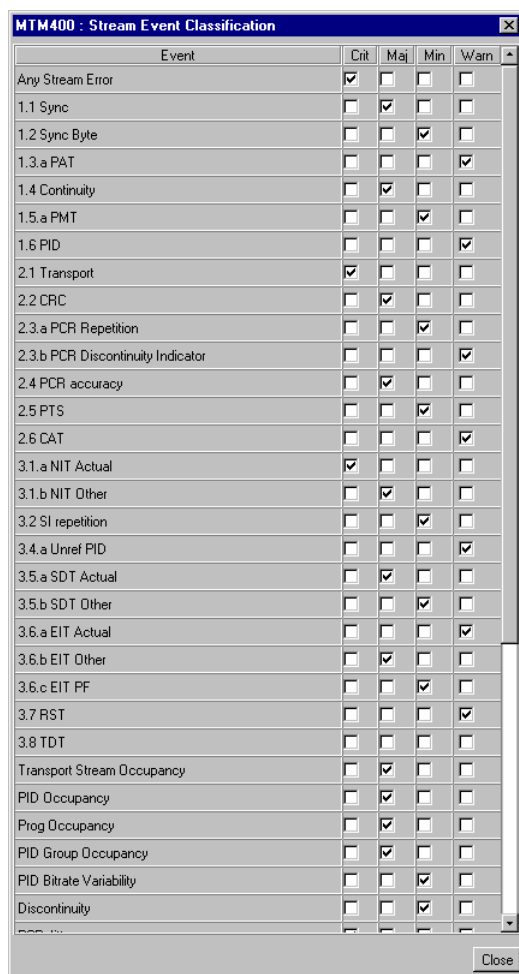 MTM400 : Stream Event Classification
Event Crit Maj Min Warn
Any Stream Error
1.1 Sync
1.2 Sync Byte
1.3.a PAT
1.4 Continuity
1.5.a PMT
1.6 PID
2.1 Transport
2.2 CRC
2.3.a PCR Repetition
2.3.b PCR Discontinuity Indicator
2.4 PCR accuracy
2.5 PTS
2.6 CAT
3.1.a NIT Actual
3.1.b NIT Other
3.2 SI repetition
3.4.a Unref PID
3.5.a SDT Actual
3.5.b SDT Other
3.6.a EIT Actual
3.6.b EIT Other
3.6.c EIT PF
3.7 RST
3.8 TDT
Transport Stream Occupancy
PID Occupancy
Prog Occupancy
PID Group Occupancy
PID Bitrate Variability
Discontinuity
Close